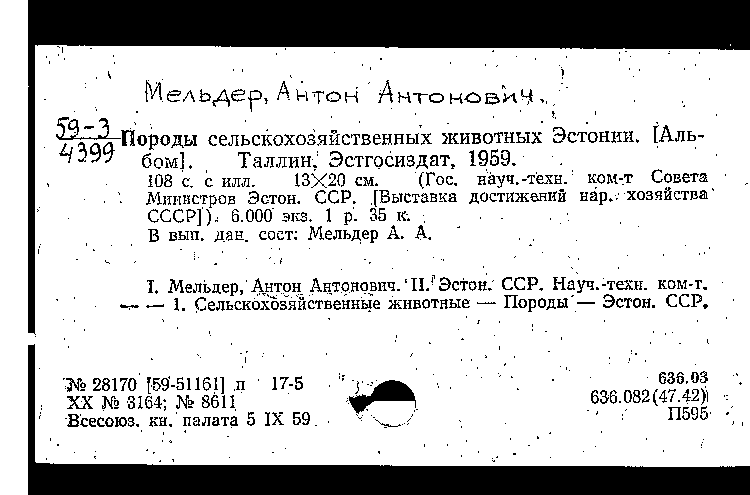 Мельдер, Антон Антонович.
59-3
4399
Породы сельскохозяйственных животных Эстонии. [Аль-
бом]. Таллин, Эстгосиздат, 1959.
108 с. с илл. 13×20 см. (Гос. науч.-техн. ком-т Совета
Министров Эстон. ССР. [Выставка достижений нар. хозяйства
СССР]). 6.000 экз. 1 р. 35 к.
В вып. дан. сост: Мельдер А. А.
I. Мельдер, Антон Антонович. II. Эстон. ССР. Науч.-техн. ком-т.
— — 1. Сельскохозяйственные животные — Породы — Эстон. ССР.
№ 28170 [59-51161] п 17-5
XX № 3164; № 8611
Всесоюз. кн. палата 5 IX 59
636.03
636.082(47.42)
П595